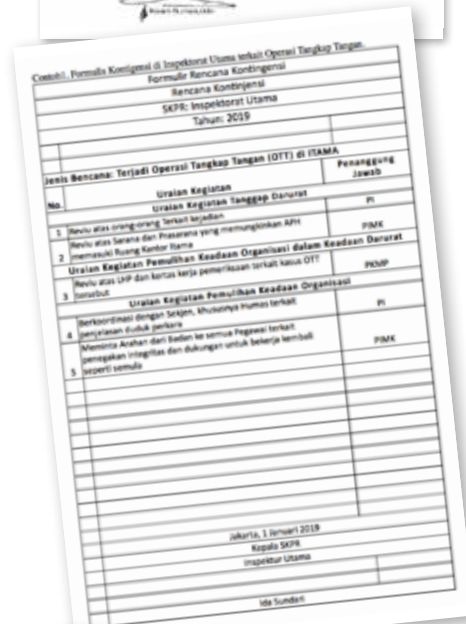 Contoh1. Formulir Kontigensi di Inspektorat Utama terkait Operasi Tangkap Tangan.
Formulir Rencana Kontingensi
Rencana Kontinjensi
SKPR: Inspektorat Utama
Tahun: 2019
Jenis Bencana: Terjadi Operasi Tangkap Tangan (OTT) di ITAMA
No. Uraian Kegiatan Penanggung Jawab
Uraian Kegiatan Tanggap Darurat
1 Reviu atas orang-orang Terkait kejadian PI
2 Reviu atas Sarana dan Prasarana yang memungkinkan APH
memasuki Ruang Kantor Itama PIMK
Uraian Kegiatan Pemulihan Keadaan Organisasi dalam Keadaan Darurat
3 Reviu atas LHP dan kertas kerja pemeriksaan terkait kasus OTT
tersebut PKMP
Uraian Kegiatan Pemulihan Keadaan Organisasi
4 Berkoordinasi dengan Sekjen, khususnya Humas terkait
penjelasan duduk perkara PI
Meminta Arahan dari Badan ke semua Pegawai terkait
penegakan integritas dan dukungan untuk bekerja kembali
5 seperti semula PIMK
Jakarta, 1 Januari 2019
Kepala SKPR
Inspektur Utama
Ida Sundari